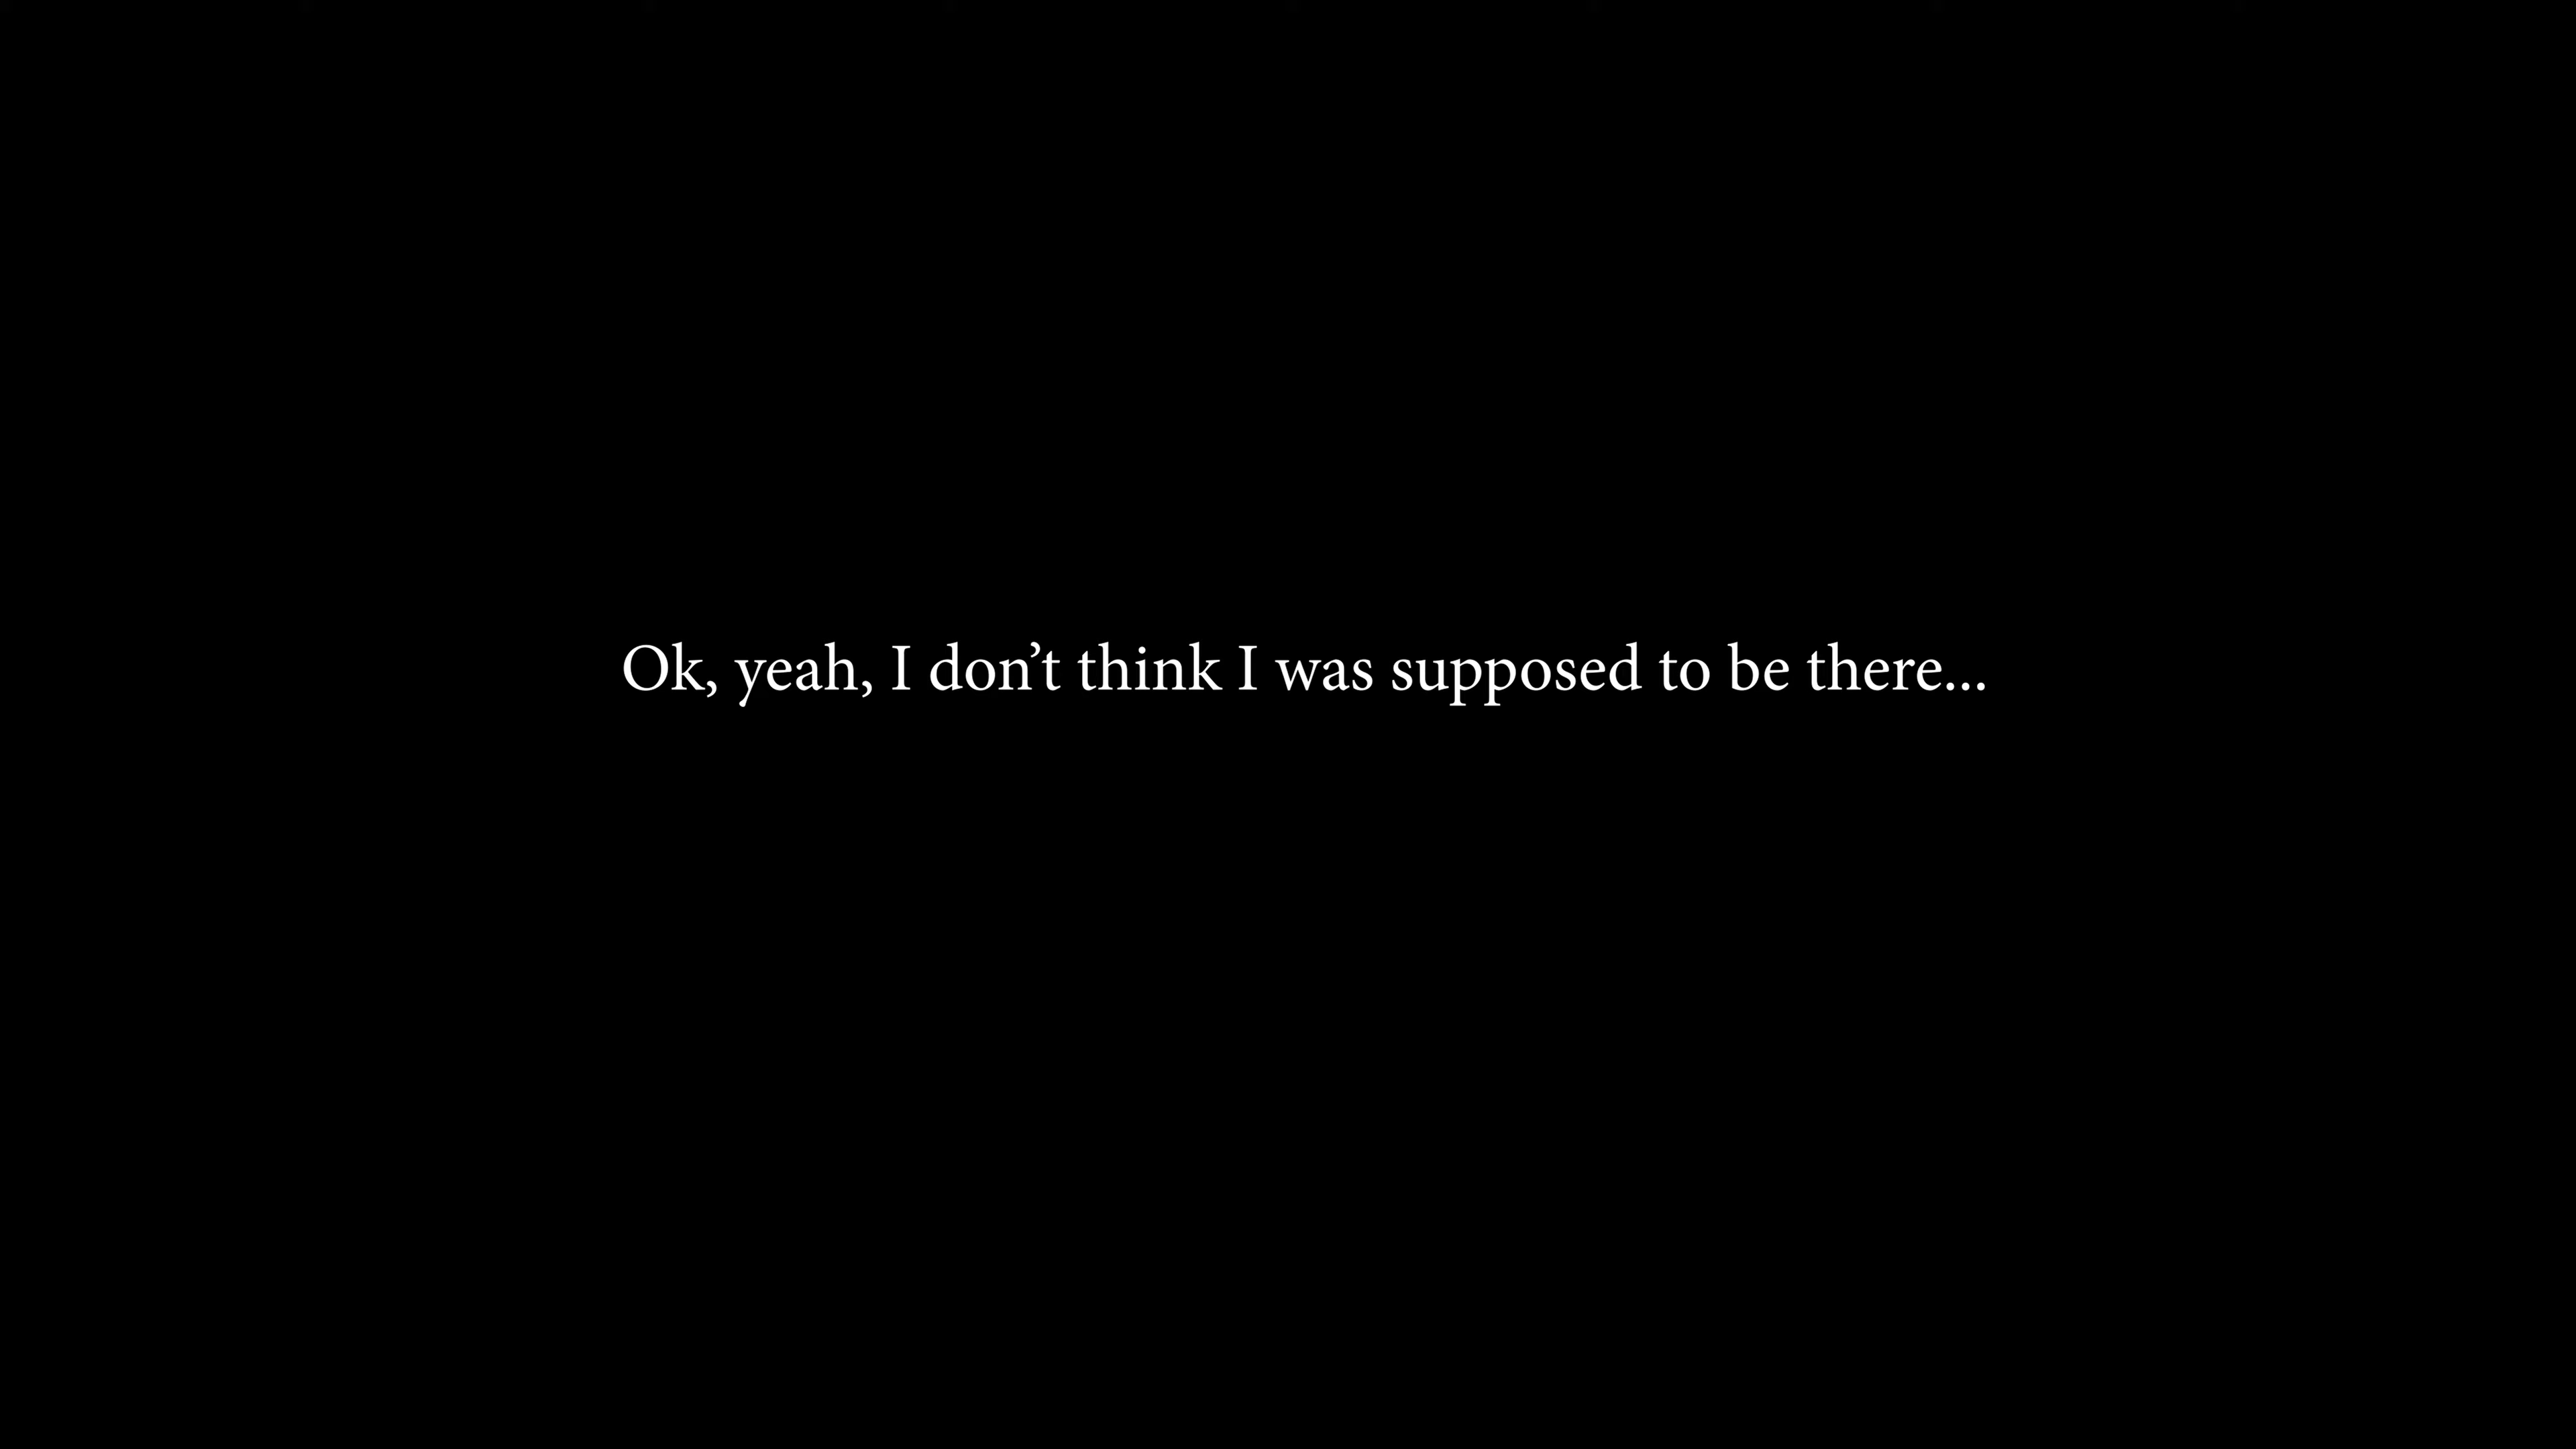 Ok, yeah, I don’t think I was supposed to be there...